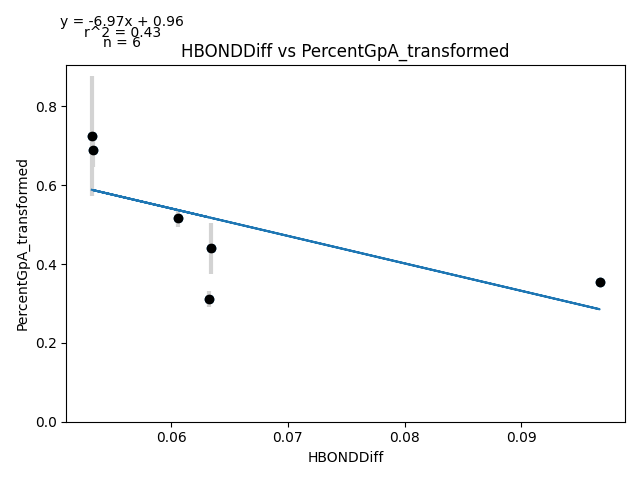 y = -6.97x + 0.96
r^2 = 0.43
n = 6
HBONDDiff vs PercentGpA_transformed
PercentGpA_transformed
0.8
0.6
0.4
0.2
0.0
0.06 0.07 0.08 0.09
HBONDDiff